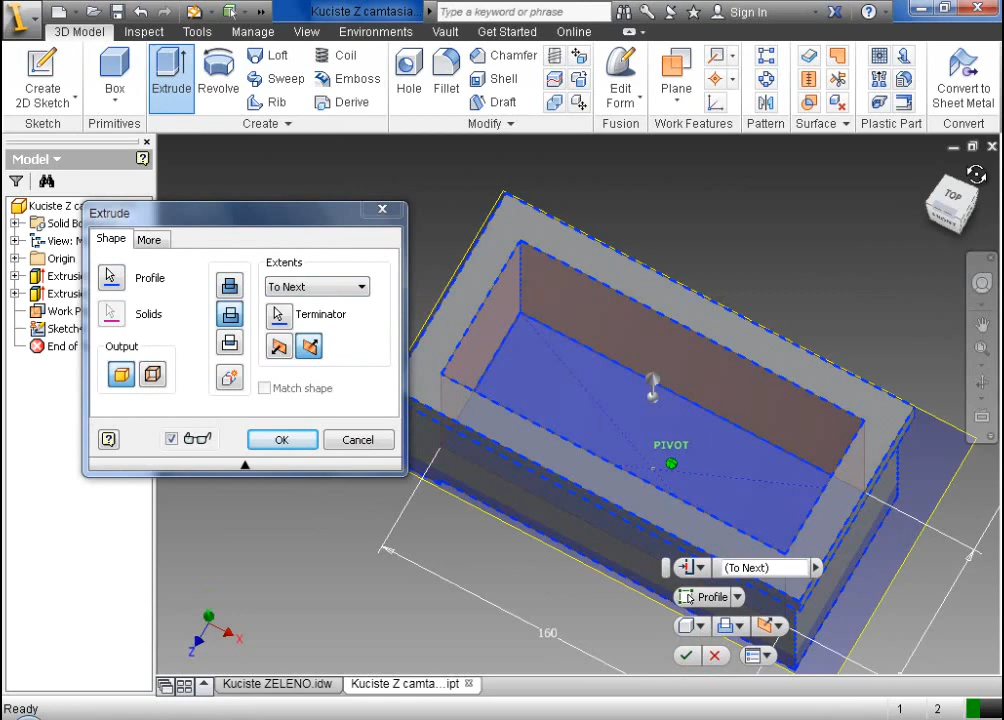 Kuciste Z camtasia...
Type a keyword or phrase
Sign In
3D Model Inspect Tools Manage View Environments Vault Get Started Online
Create
2D Sketch
Box
Extrude
Revolve
Loft
Sweep
Rib
Coil
Emboss
Derive
Hole
Fillet
Chamfer
Shell
Draft
Edit
Form
Plane
Convert to
Sheet Metal
Sketch Primitives Create Modify Fusion Work Features Pattern Surface Plastic Part Convert
Model
Kuciste Z c
Solid Bo
View: M
Origin
Extrusi
Extrusi
Work P
Sketch
End of
Extrude
Shape
More
Profile
Solids
Output
Extents
To Next
Terminator
Match shape
OK
Cancel
TOP
PIVOT
(To Next)
Profile
160
Y
X
Z
Kuciste ZELENO.idw
Kuciste Z camta...ipt
Ready
1 2